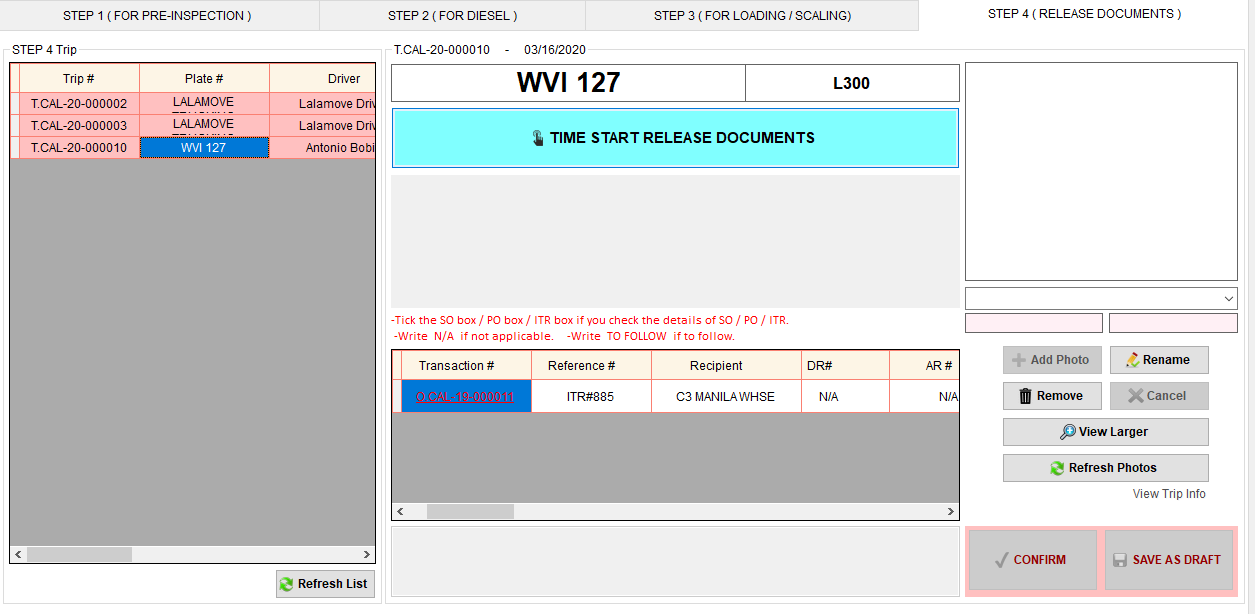 STEP 1 ( FOR PRE-INSPECTION )
STEP 2 ( FOR DIESEL )
STEP 3 ( FOR LOADING / SCALING)
STEP 4 ( RELEASE DOCUMENTS )
STEP 4 Trip
Trip # Plate # Driver
T.CAL-20-000002 LALAMOVE Lalamove Driv
T.CAL-20-000003 LALAMOVE Lalamove Driv
T.CAL-20-000010 WVI 127 Antonio Bobi
Refresh List
T.CAL-20-000010 - 03/16/2020
WVI 127 L300
TIME START RELEASE DOCUMENTS
-Tick the SO box / PO box / ITR box if you check the details of SO / PO / ITR.
-Write N/A if not applicable. -Write TO FOLLOW if to follow.
Transaction # Reference # Recipient DR# AR #
O.CAL-19-000011 ITR#885 C3 MANILA WHSE N/A N/A
Add Photo Rename
Remove Cancel
View Larger
Refresh Photos
View Trip Info
CONFIRM SAVE AS DRAFT